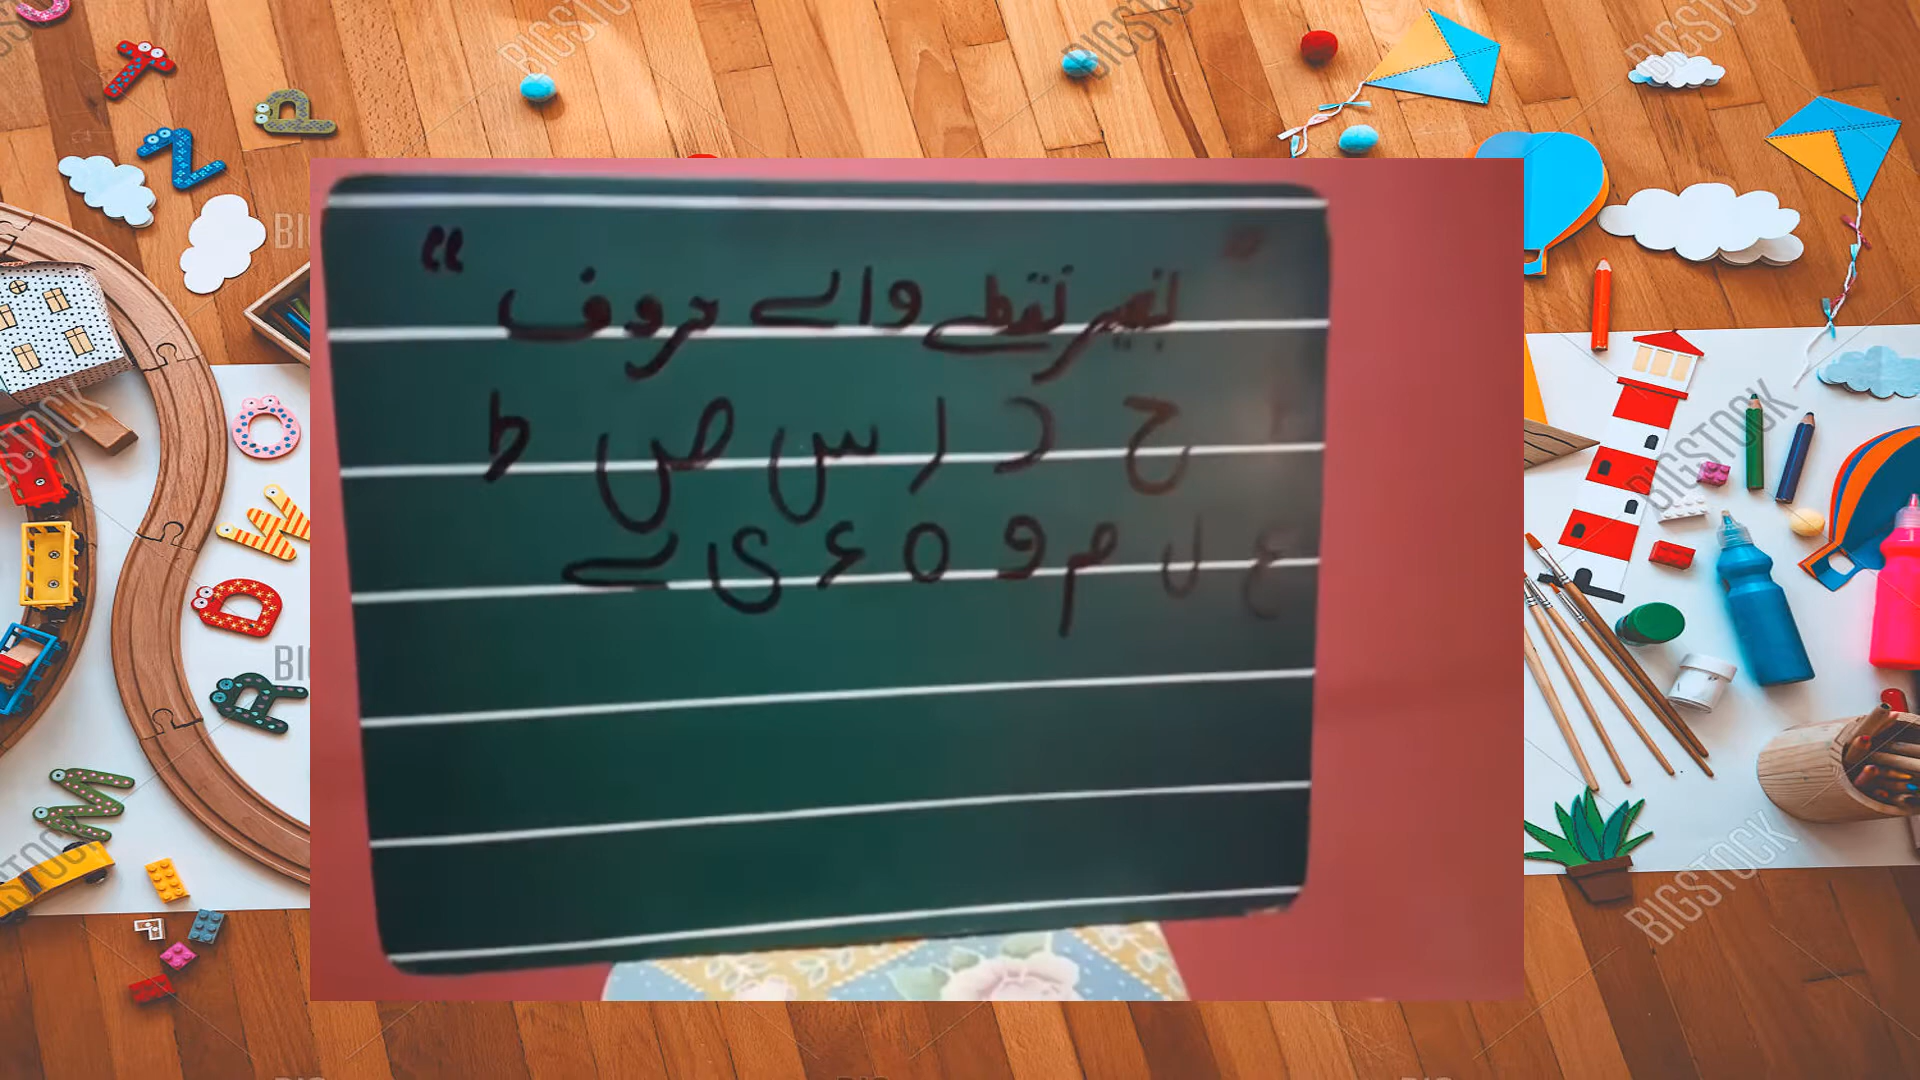 " بغیر نقطے والے حروف "
ا ح د ر س ص ط
ع ل م و ه ء ی ے
BIGSTOCK